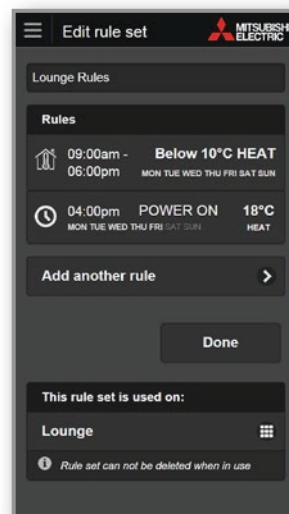 Edit rule set
MITSUBISHI
ELECTRIC
Lounge Rules
Rules
09:00am - Below 10°C HEAT
06:00pm MON TUE WED THU FRI SAT SUN
04:00pm POWER ON 18°C
MON TUE WED THU FRI SAT SUN HEAT
Add another rule
Done
This rule set is used on:
Lounge
Rule set can not be deleted when in use